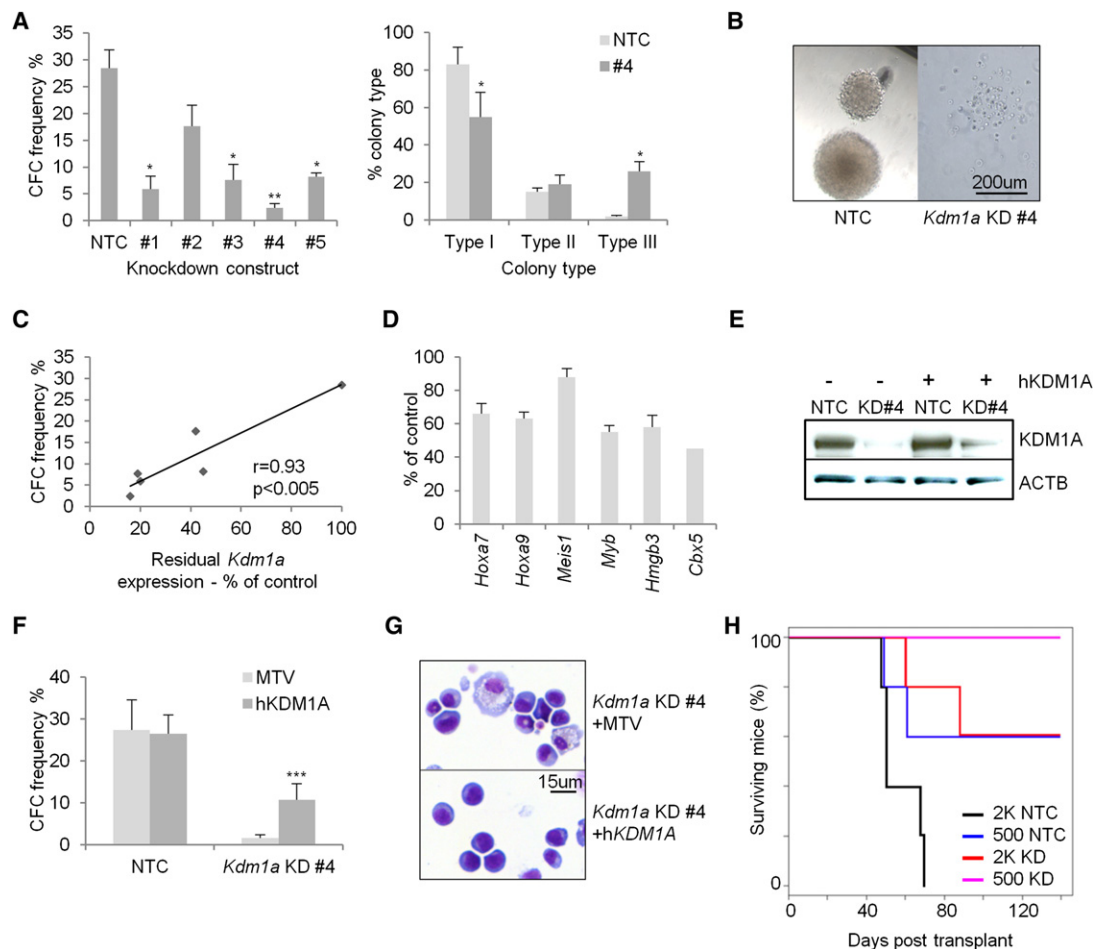 A
CFC frequency %
35
30
25
20
15
10
5
0
*
*
**
*
NTC #1 #2 #3 #4 #5
Knockdown construct
% colony type
100
80
60
40
20
0
NTC
#4
*
*
Type I Type II Type III
Colony type
B
200um
NTC Kdm1a KD #4
C
CFC frequency %
35
30
25
20
15
10
5
0
r=0.93
p<0.005
0 20 40 60 80 100
Residual Kdm1a
expression - % of control
D
% of control
100
80
60
40
20
0
Hoxa7 Hoxa9 Meis1 Myb Hmgb3 Cbx5
E
- - + + hKDM1A
NTC KD#4 NTC KD#4
KDM1A
ACTB
F
CFC frequency %
40
30
20
10
0
MTV
hKDM1A
***
NTC Kdm1a KD #4
G
Kdm1a KD #4
+MTV
15um
Kdm1a KD #4
+hKDM1A
H
Surviving mice (%)
100
0
2K NTC
500 NTC
2K KD
500 KD
0 40 80 120
Days post transplant